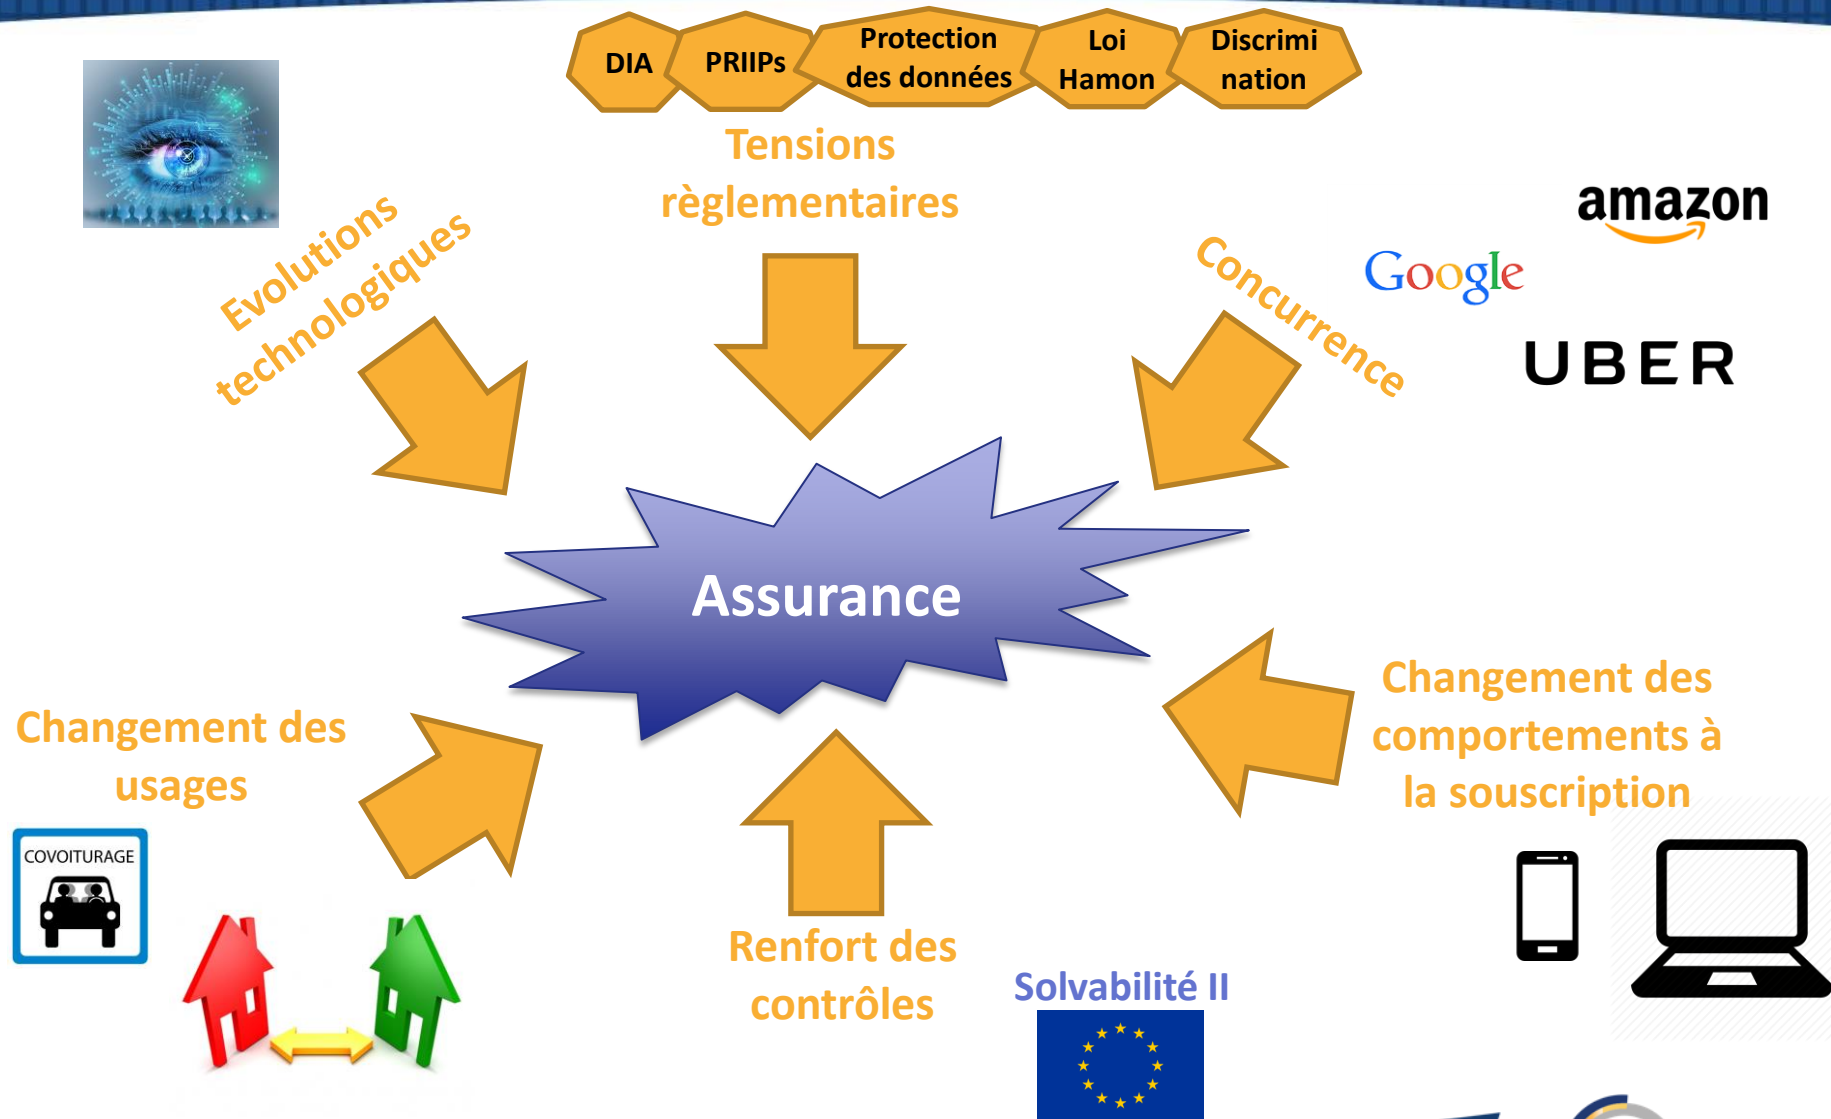 DIA
PRIIPs
Protection
des données
Loi
Hamon
Discrimi
nation
Tensions
règlementaires
Evolutions
technologiques
Concurrence
amazon
Google
UBER
Assurance
Changement des
usages
COVOITURAGE
Changement des
comportements à
la souscription
Renfort des
contrôles
Solvabilité II